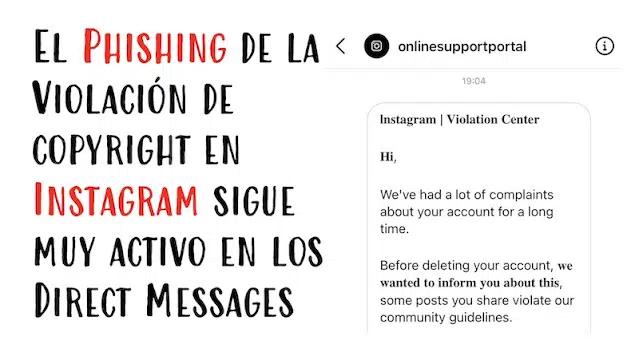 El Phishing de la
Violación de
copyright en
Instagram sigue
muy activo en los
Direct Messages
onlinesupportportal
19:04
Instagram | Violation Center
Hi,
We've had a lot of complaints
about your account for a long
time.
Before deleting your account, we
wanted to inform you about this,
some posts you share violate our
community guidelines.